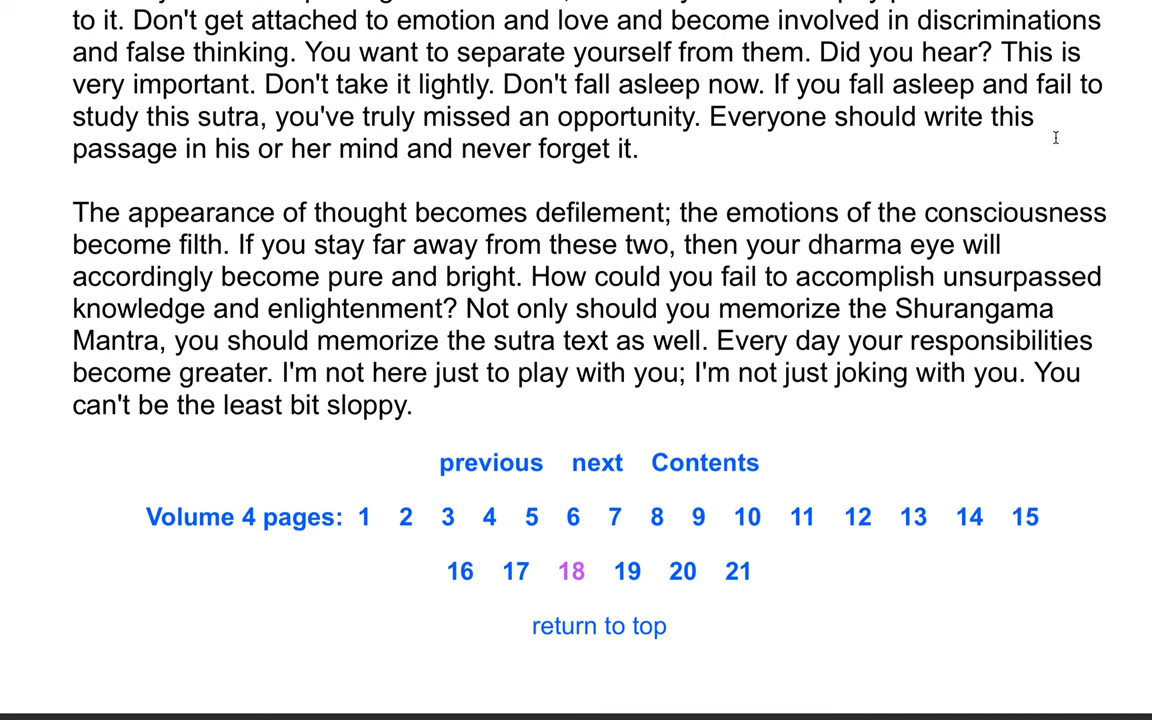 to it. Don't get attached to emotion and love and become involved in discriminations
and false thinking. You want to separate yourself from them. Did you hear? This is
very important. Don't take it lightly. Don't fall asleep now. If you fall asleep and fail to
study this sutra, you've truly missed an opportunity. Everyone should write this
passage in his or her mind and never forget it.
The appearance of thought becomes defilement; the emotions of the consciousness
become filth. If you stay far away from these two, then your dharma eye will
accordingly become pure and bright. How could you fail to accomplish unsurpassed
knowledge and enlightenment? Not only should you memorize the Shurangama
Mantra, you should memorize the sutra text as well. Every day your responsibilities
become greater. I'm not here just to play with you; I'm not just joking with you. You
can't be the least bit sloppy.
previous next Contents
Volume 4 pages: 1 2 3 4 5 6 7 8 9 10 11 12 13 14 15
16 17 18 19 20 21
return to top